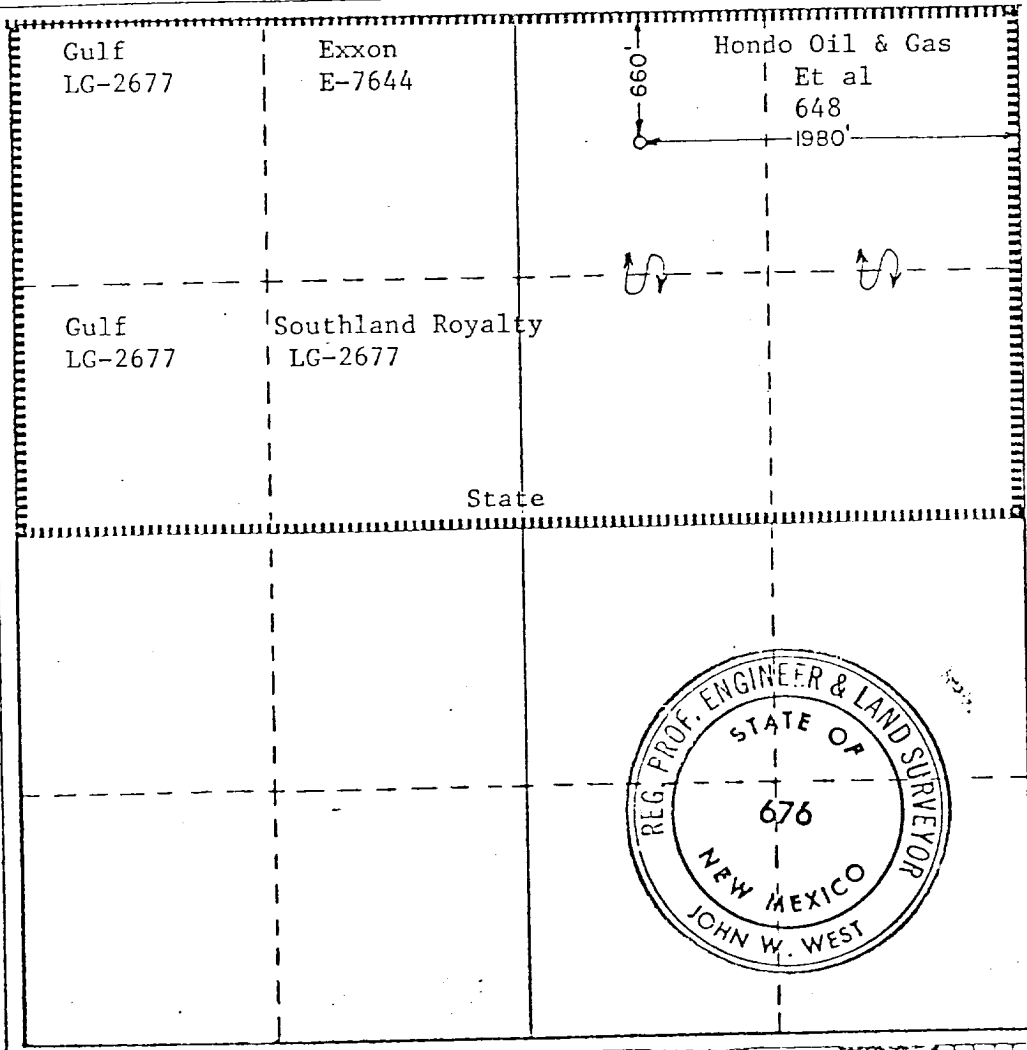 Gulf
LG-2677
Exxon
E-7644
660'
Hondo Oil & Gas
Et al
648
1980'
Gulf
LG-2677
Southland Royalty
LG-2677
State
REG. PROF. ENGINEER & LAND SURVEYOR
STATE OF
676
NEW MEXICO
JOHN W. WEST